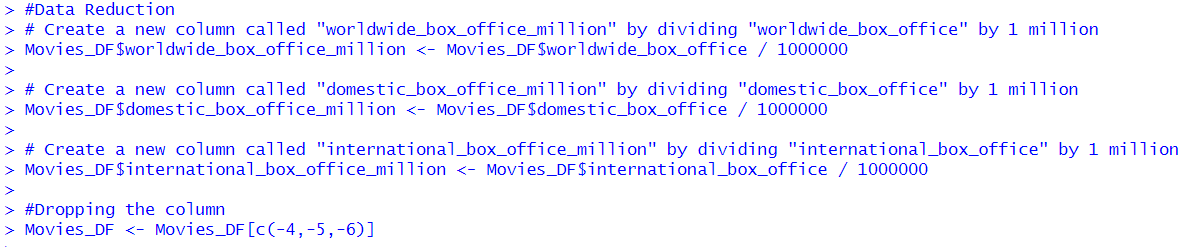 > #Data Reduction
> # Create a new column called "worldwide_box_office_million" by dividing "worldwide_box_office" by 1 million
> Movies_DF$worldwide_box_office_million <- Movies_DF$worldwide_box_office / 1000000
>
> # Create a new column called "domestic_box_office_million" by dividing "domestic_box_office" by 1 million
> Movies_DF$domestic_box_office_million <- Movies_DF$domestic_box_office / 1000000
>
> # Create a new column called "international_box_office_million" by dividing "international_box_office" by 1 million
> Movies_DF$international_box_office_million <- Movies_DF$international_box_office / 1000000
>
> #Dropping the column
> Movies_DF <- Movies_DF[c(-4,-5,-6)]